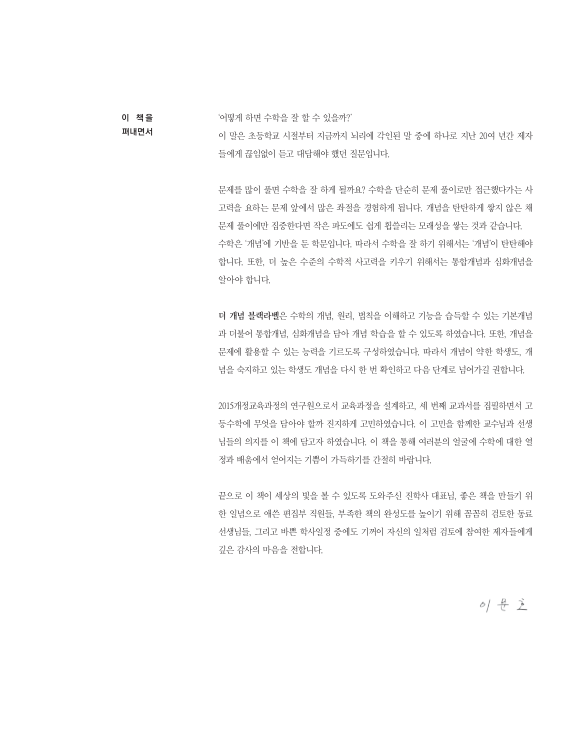 이 책을
펴내면서
'어떻게 하면 수학을 잘 할 수 있을까?'
이 말은 초등학교 시절부터 지금까지 뇌리에 각인된 말 중에 하나로 지난 20여 년간 제자
들에게 끊임없이 듣고 대답해야 했던 질문입니다.
문제를 많이 풀면 수학을 잘 하게 될까요? 수학을 단순히 문제 풀이로만 접근했다가는 사
고력을 요하는 문제 앞에서 많은 좌절을 경험하게 됩니다. 개념을 탄탄하게 쌓지 않은 채
문제 풀이에만 집중한다면 작은 파도에도 쉽게 휩쓸리는 모래성을 쌓는 것과 같습니다.
수학은 '개념'에 기반을 둔 학문입니다. 따라서 수학을 잘 하기 위해서는 '개념'이 탄탄해야
합니다. 또한, 더 높은 수준의 수학적 사고력을 키우기 위해서는 통합개념과 심화개념을
알아야 합니다.
더 개념 블랙라벨은 수학의 개념, 원리, 법칙을 이해하고 기능을 습득할 수 있는 기본개념
과 더불어 통합개념, 심화개념을 담아 개념 학습을 할 수 있도록 하였습니다. 또한, 개념을
문제에 활용할 수 있는 능력을 기르도록 구성하였습니다. 따라서 개념이 약한 학생도, 개
념을 숙지하고 있는 학생도 개념을 다시 한 번 확인하고 다음 단계로 넘어가길 권합니다.
2015개정교육과정의 연구원으로서 교육과정을 설계하고, 세 번째 교과서를 집필하면서 고
등수학에 무엇을 담아야 할까 진지하게 고민하였습니다. 이 고민을 함께한 교수님과 선생
님들의 의지를 이 책에 담고자 하였습니다. 이 책을 통해 여러분의 얼굴에 수학에 대한 열
정과 배움에서 얻어지는 기쁨이 가득하기를 간절히 바랍니다.
끝으로 이 책이 세상의 빛을 볼 수 있도록 도와주신 진학사 대표님, 좋은 책을 만들기 위
한 일념으로 애쓴 편집부 직원들, 부족한 책의 완성도를 높이기 위해 꼼꼼히 검토한 동료
선생님들, 그리고 바쁜 학사일정 중에도 기꺼이 자신의 일처럼 검토에 참여한 제자들에게
깊은 감사의 마음을 전합니다.
이 문 호